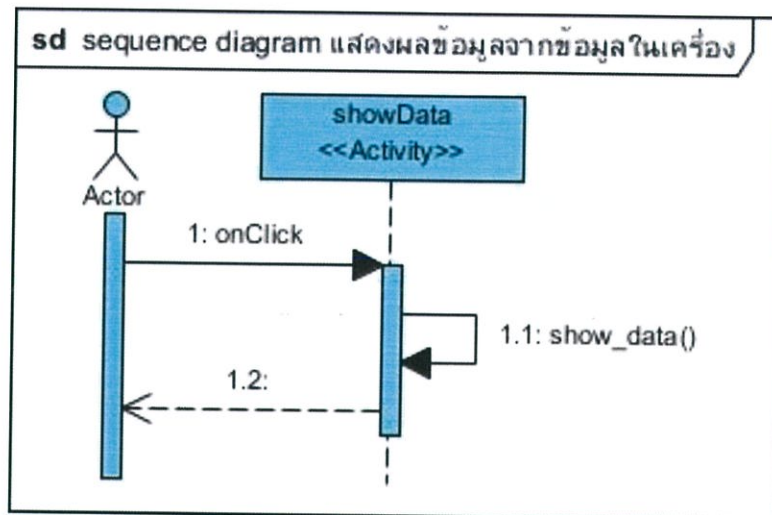 sd sequence diagram แสดงผลข้อมูลจากข้อมูลในเครื่อง
showData
<<Activity>>
Actor
1: onClick
1.1: show_data()
1.2: